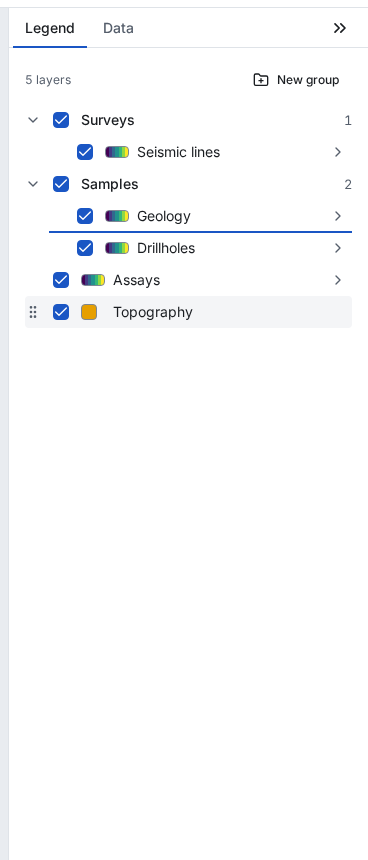 Legend Data
5 layers New group
Surveys 1
Seismic lines
Samples 2
Geology
Drillholes
Assays
Topography